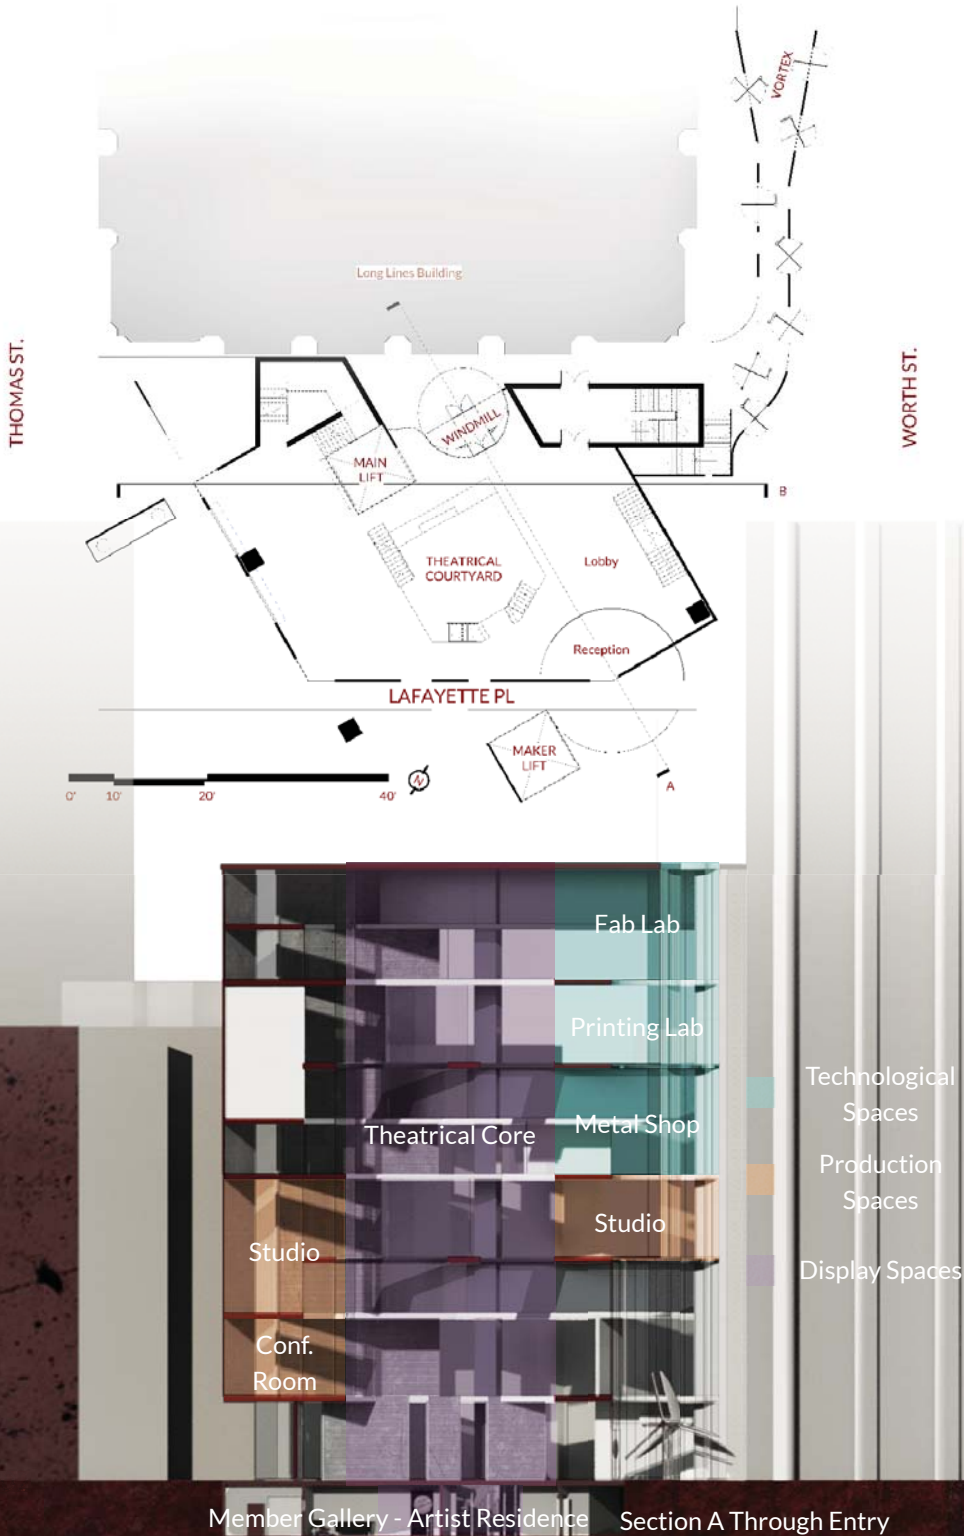 VORTEX
Long Lines Building
THOMAS ST.
WORTH ST.
WINDMILL
MAIN
LIFT
B
THEATRICAL
COURTYARD
Lobby
Reception
LAFAYETTE PL
MAKER
LIFT
A
N
0' 10' 20' 40'
Fab Lab
Printing Lab
Metal Shop
Theatrical Core
Studio
Studio
Conf.
Room
Technological
Spaces
Production
Spaces
Display Spaces
Member Gallery - Artist Residence
Section A Through Entry